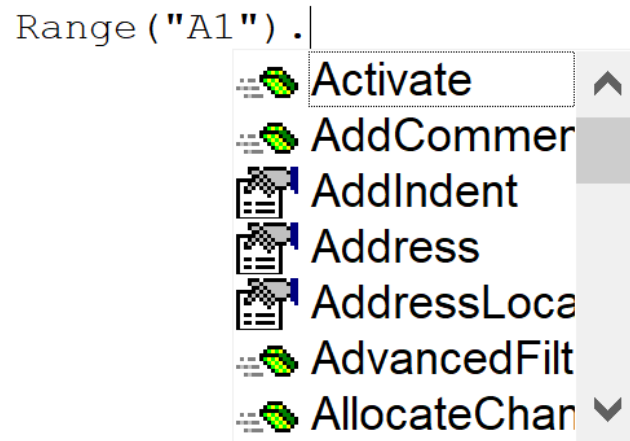 Range("A1").
Activate
AddCommen
AddIndent
Address
AddressLoca
AdvancedFilt
AllocateChan